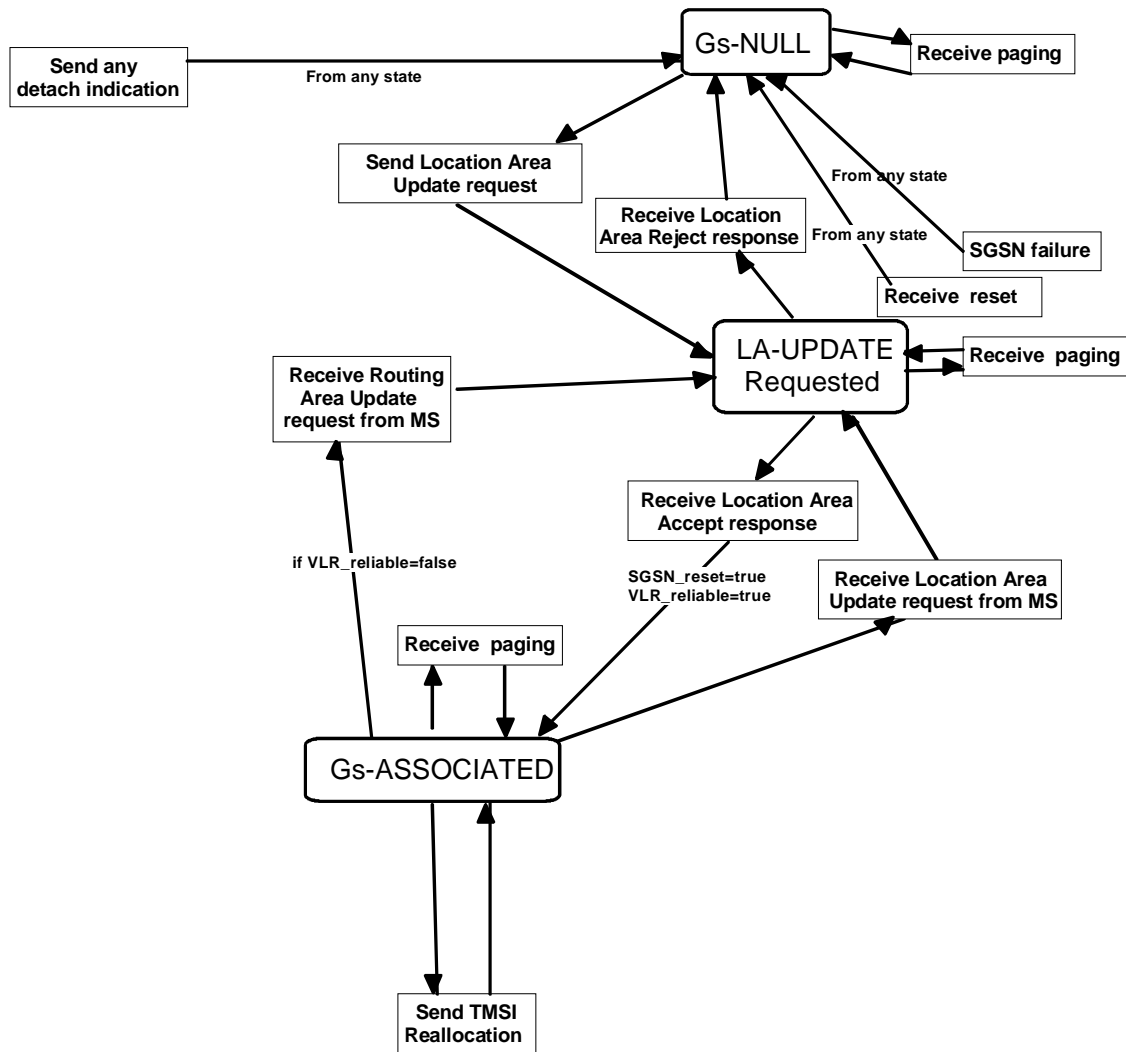 Gs-NULL
Receive paging
Send any
detach indication
From any state
Send Location Area
Update request
From any state
Receive Location
Area Reject response
From any state
SGSN failure
Receive reset
LA-UPDATE
Requested
Receive paging
Receive Routing
Area Update
request from MS
Receive Location Area
Accept response
if VLR_reliable=false
SGSN_reset=true
VLR_reliable=true
Receive Location Area
Update request from MS
Receive paging
Gs-ASSOCIATED
Send TMSI
Reallocation